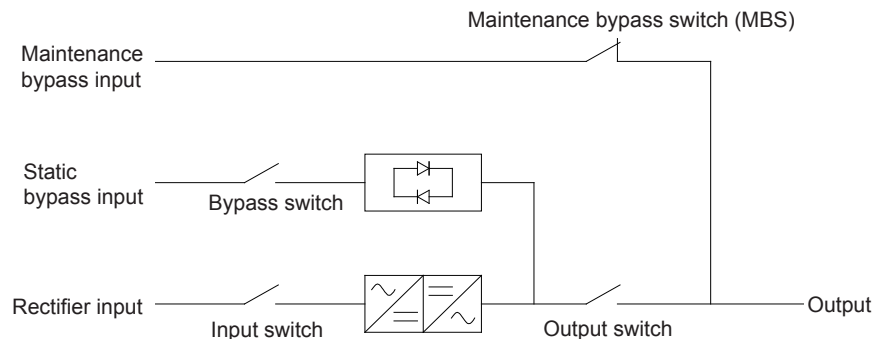 Maintenance bypass switch (MBS)
Maintenance
bypass input
Static
bypass input
Bypass switch
Rectifier input
Input switch
Output switch
Output